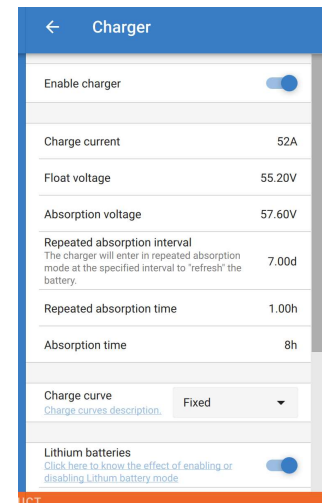 Charger
Enable charger
Charge current 52A
Float voltage 55.20V
Absorption voltage 57.60V
Repeated absorption interval
The charger will enter in repeated absorption
mode at the specified interval to "refresh" the
battery.
7.00d
Repeated absorption time 1.00h
Absorption time 8h
Charge curve
Charge curves description.
Fixed
Lithium batteries
Click here to know the effect of enabling or
disabling Lithum battery mode
UCT